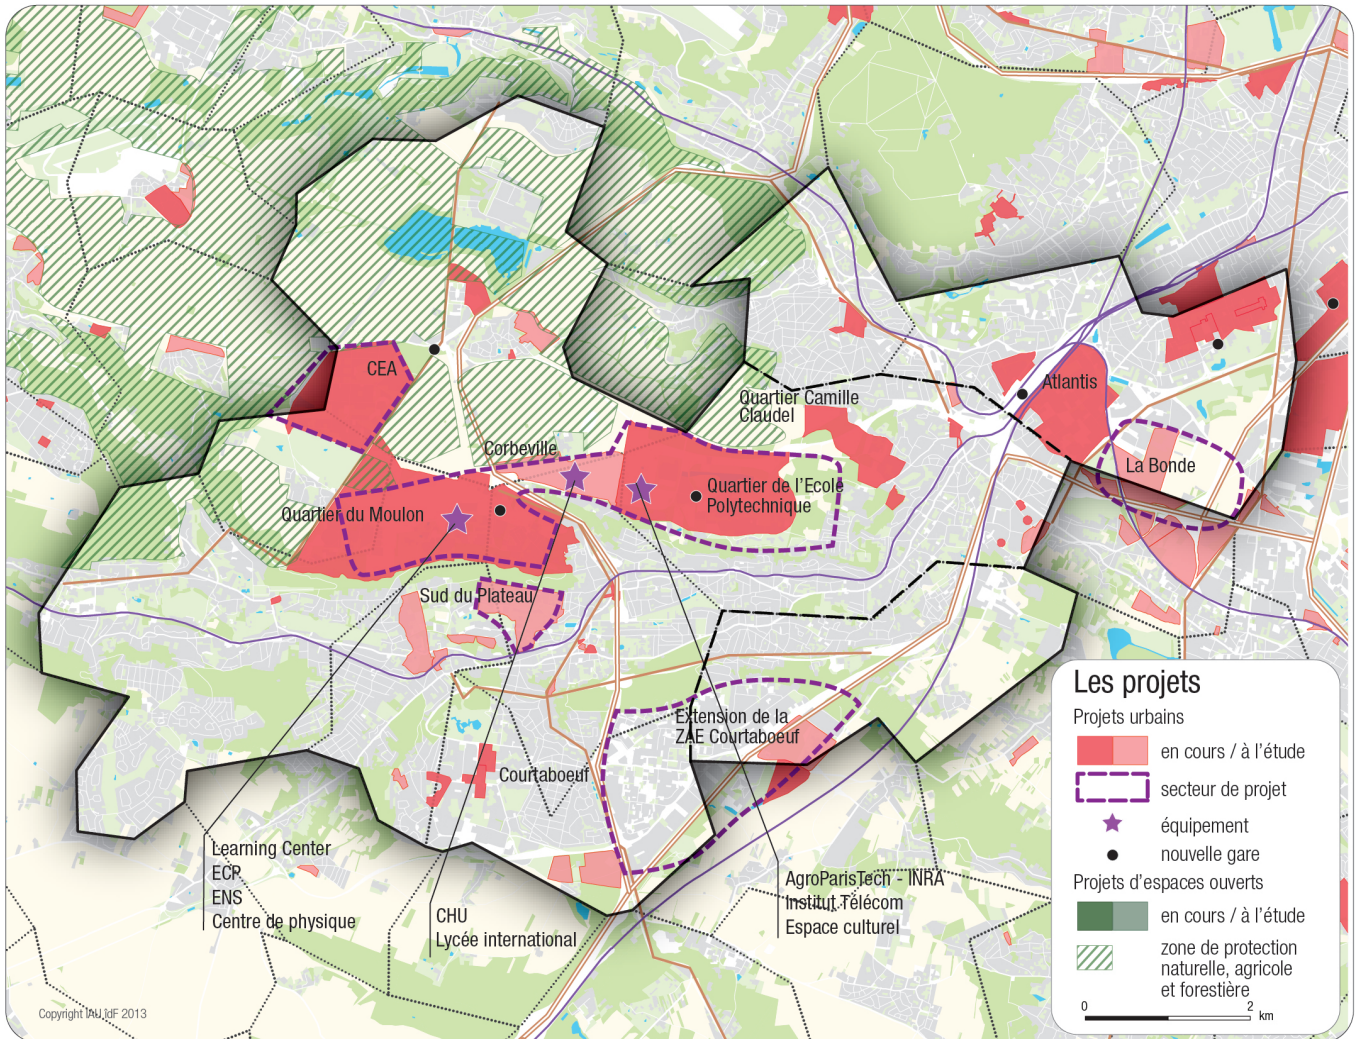 CEA
Quartier Camille
Claudel
Atlantis
Corbeville
La Bonde
Quartier de l'Ecole
Polytechnique
Quartier du Moulon
Sud du Plateau
Extension de la
ZAE Courtaboeuf
Courtaboeuf
Learning Center
ECP
ENS
Centre de physique
CHU
Lycée international
AgroParisTech - INRA
Institut Télécom
Espace culturel
Les projets
Projets urbains
en cours / à l'étude
secteur de projet
équipement
nouvelle gare
Projets d'espaces ouverts
en cours / à l'étude
zone de protection
naturelle, agricole
et forestière
0 2
km
Copyright IAU îdF 2013